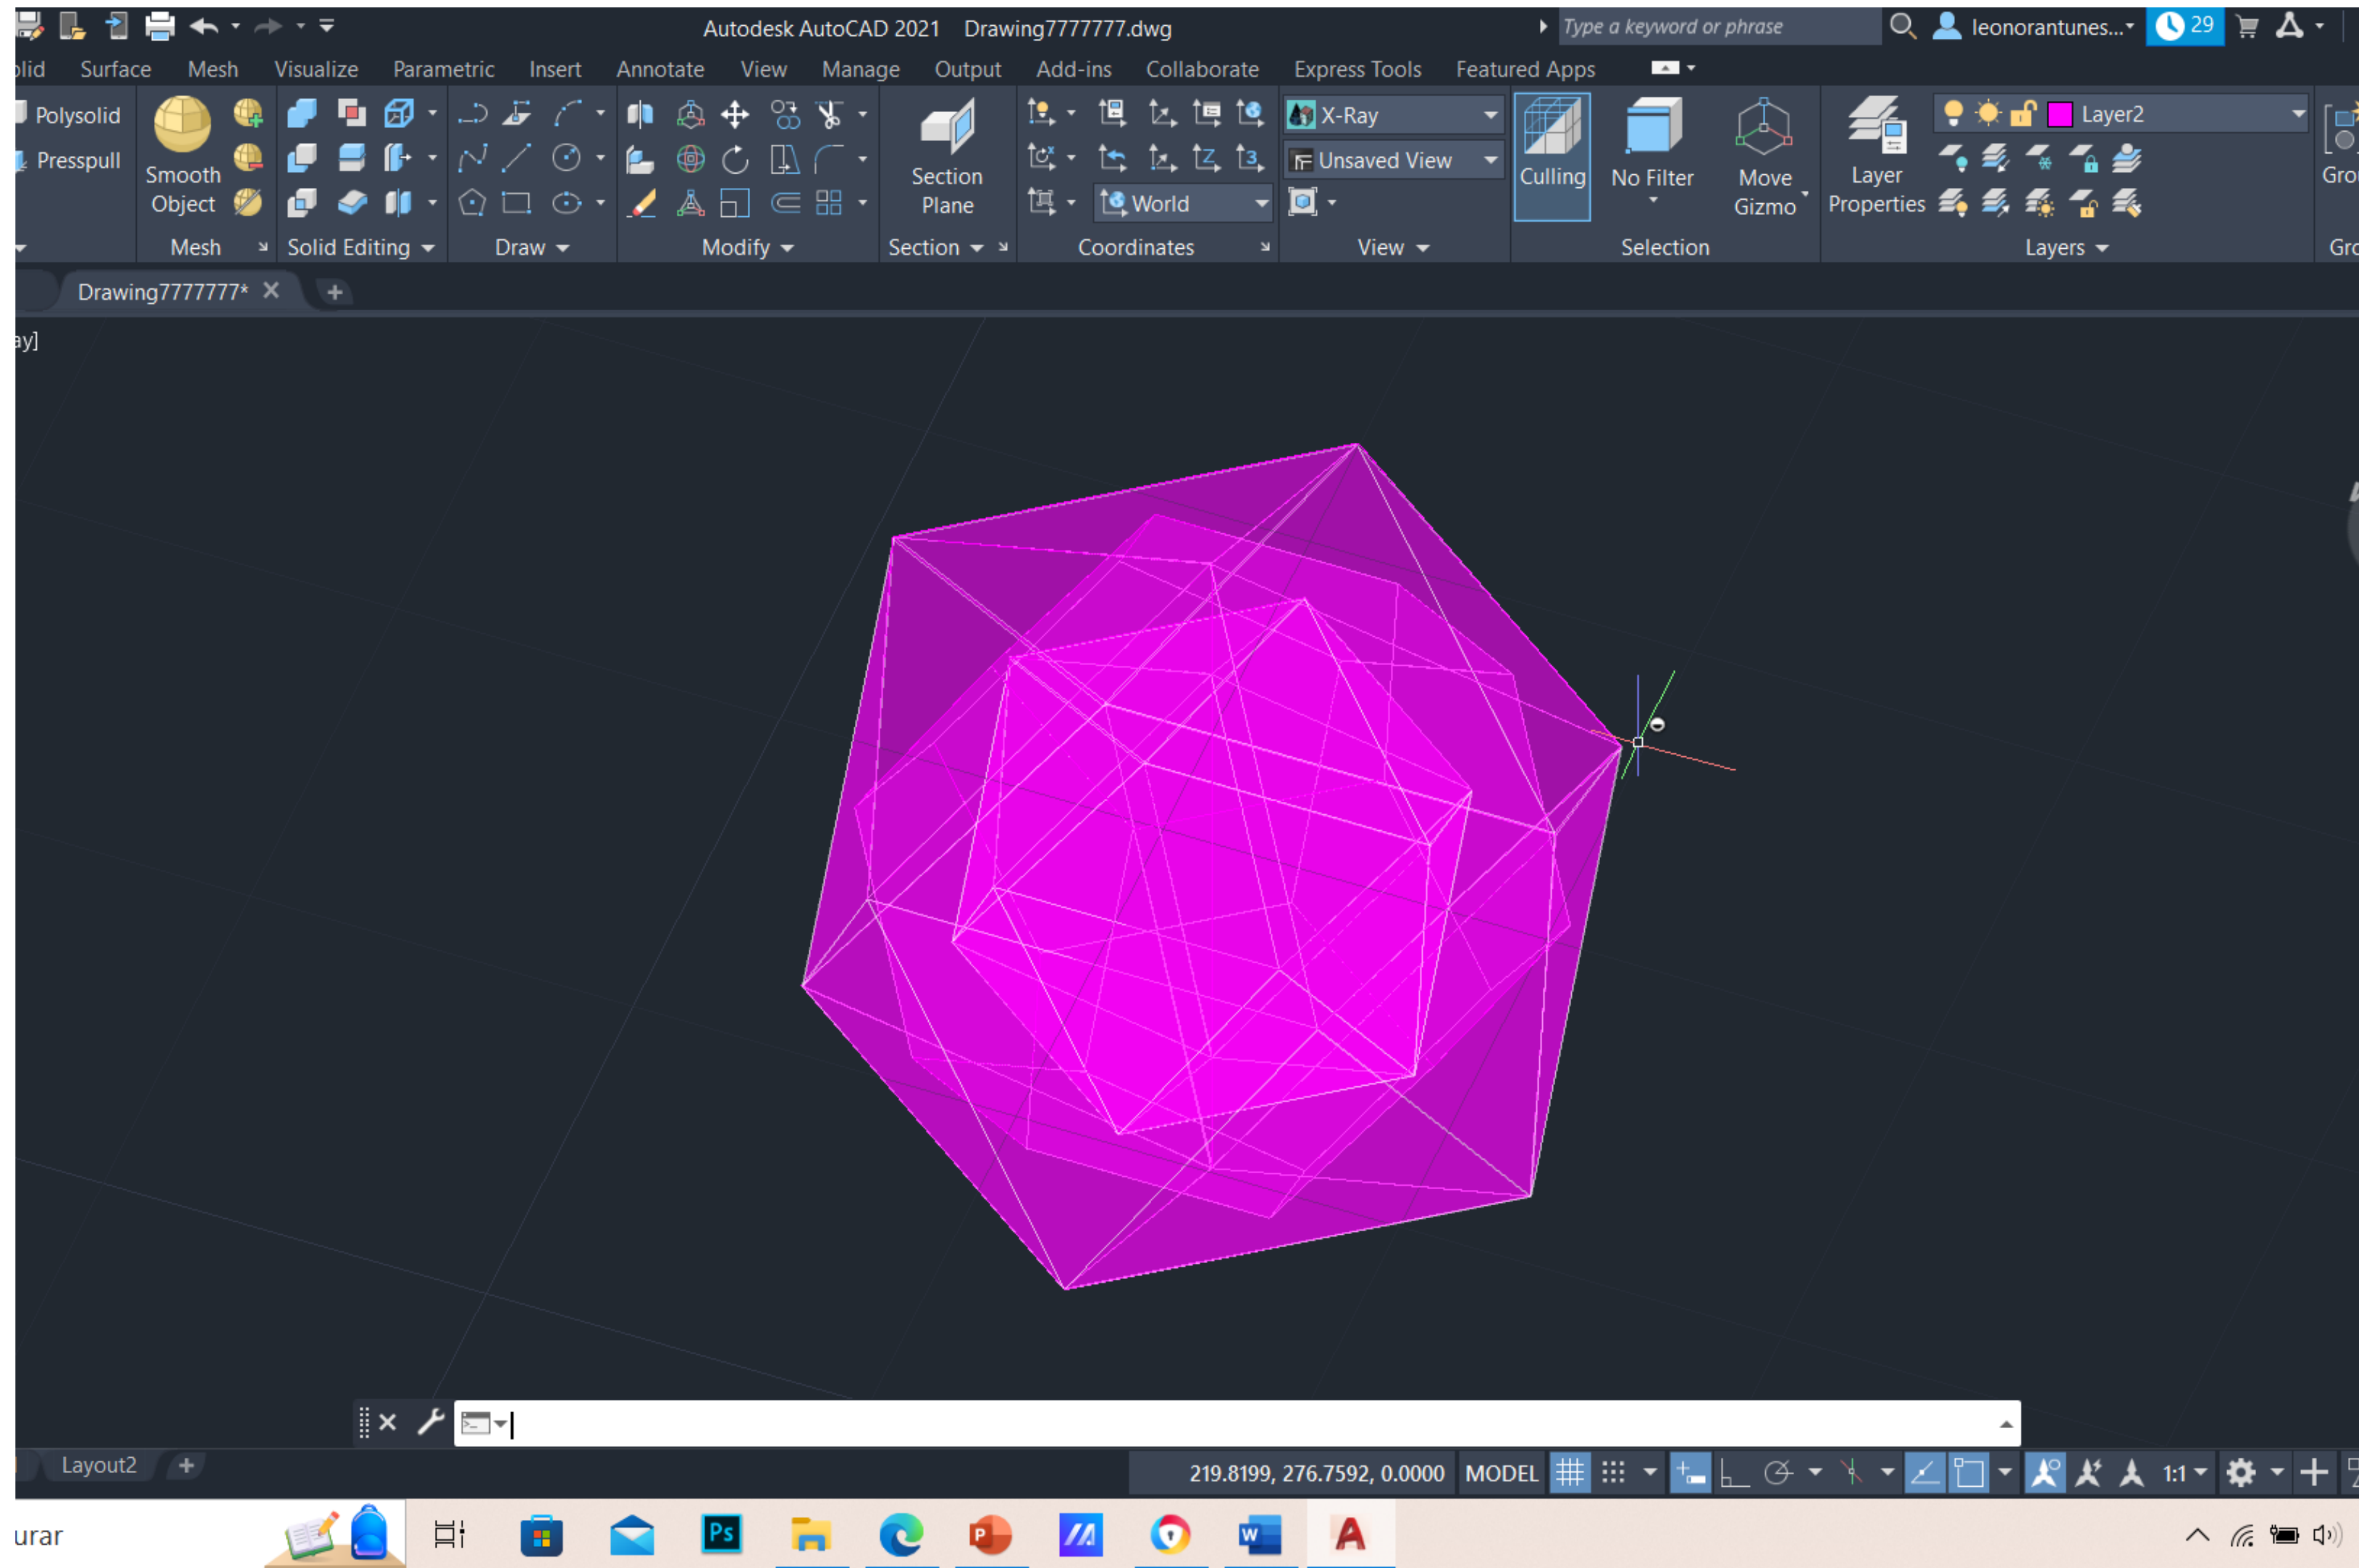 Autodesk AutoCAD 2021 Drawing7777777.dwg
Type a keyword or phrase
leonorantunes...
29
olid Surface Mesh Visualize Parametric Insert Annotate View Manage Output Add-ins Collaborate Express Tools Featured Apps
Polysolid
Presspull
Smooth
Object
Mesh
Solid Editing
Draw
Modify
Section
Plane
Section
World
Coordinates
X-Ray
Unsaved View
View
Culling
No Filter
Move
Gizmo
Selection
Layer
Properties
Layer2
Layers
Grou
Gro
Drawing7777777*
ay]
Layout2
219.8199, 276.7592, 0.0000 MODEL
1:1
urar
Ps
P
W
A